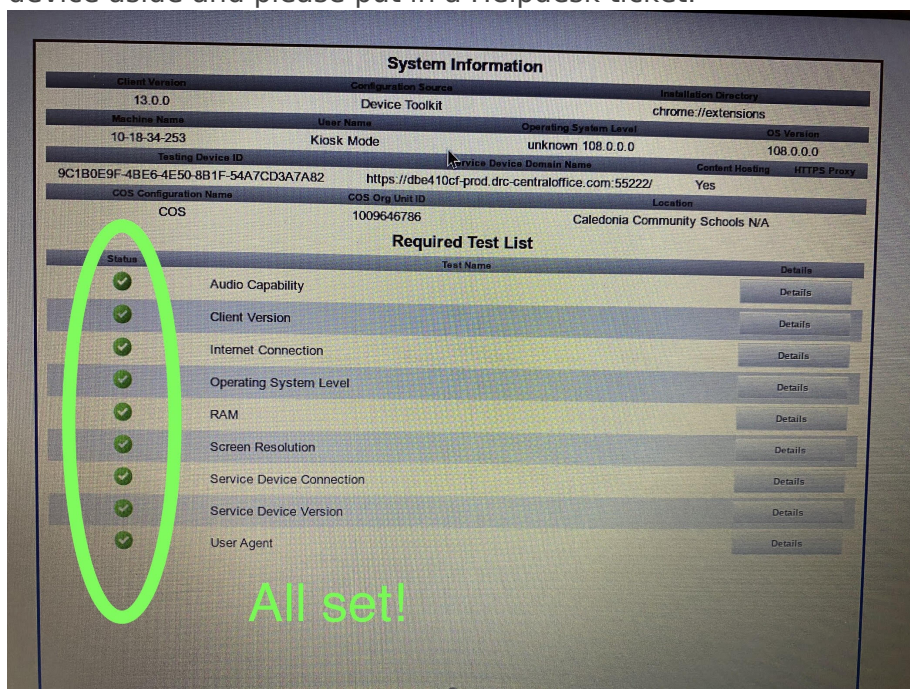 device aside and please put in a Helpdesk ticket.
System Information
Client Version Configuration Source Installation Directory
13.0.0 Device Toolkit chrome://extensions
Machine Name User Name Operating System Level OS Version
10-18-34-253 Kiosk Mode unknown 108.0.0.0 108.0.0.0
Testing Device ID Service Device Domain Name Content Hosting HTTPS Proxy
9C1B0E9F-4BE6-4E50-8B1F-54A7CD3A7A82 https://dbe410cf-prod.drc-centraloffice.com:55222/ Yes
COS Configuration Name COS Org Unit ID Location
COS 1009646786 Caledonia Community Schools N/A
Required Test List
Status Test Name Details
Audio Capability Details
Client Version Details
Internet Connection Details
Operating System Level Details
RAM Details
Screen Resolution Details
Service Device Connection Details
Service Device Version Details
User Agent Details
All set!